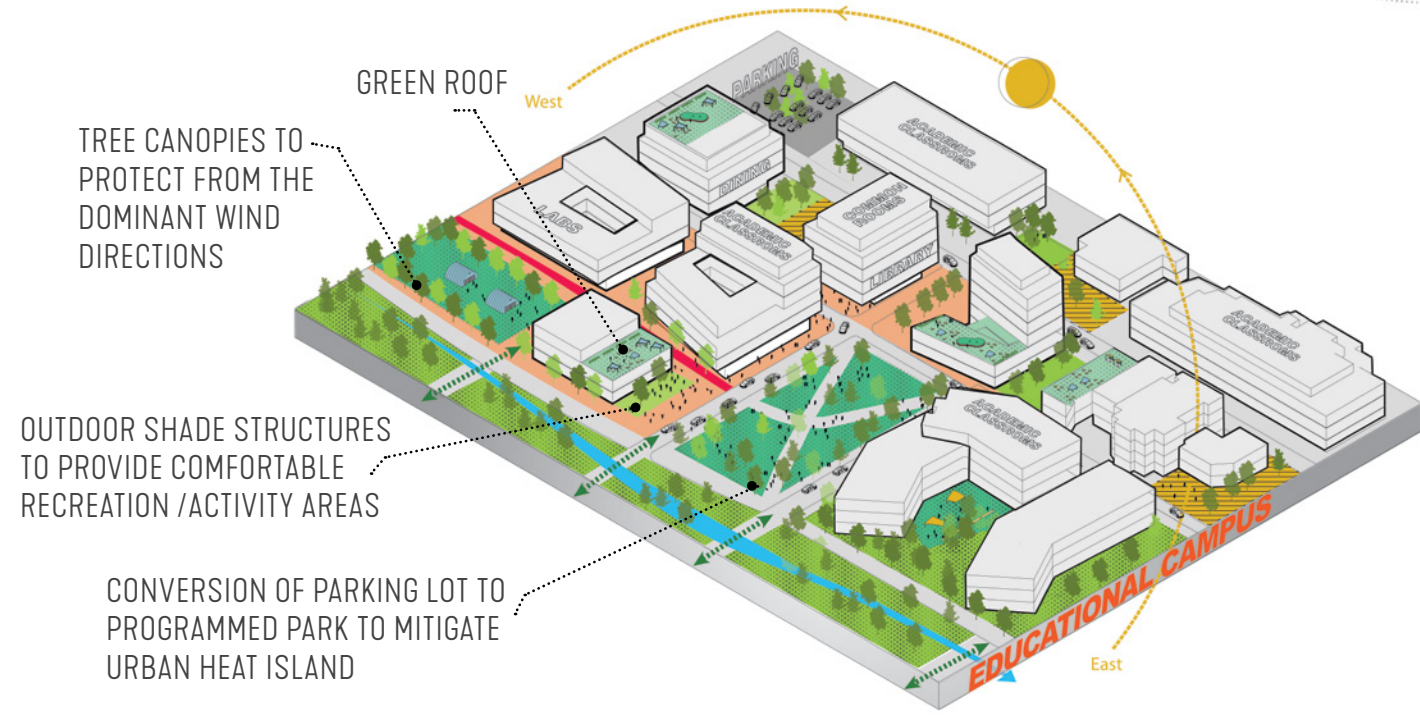 GREEN ROOF
West
PARKING
TREE CANOPIES TO
PROTECT FROM THE
DOMINANT WIND
DIRECTIONS
ACADEMIC
CLASSROOMS
DINING
LABS
ACADEMIC
CLASSROOMS
COMMON
ROOMS
LIBRARY
ACADEMIC
CLASSROOMS
ACADEMIC
CLASSROOMS
OUTDOOR SHADE STRUCTURES
TO PROVIDE COMFORTABLE
RECREATION /ACTIVITY AREAS
CONVERSION OF PARKING LOT TO
PROGRAMMED PARK TO MITIGATE
URBAN HEAT ISLAND
EDUCATIONAL CAMPUS
East